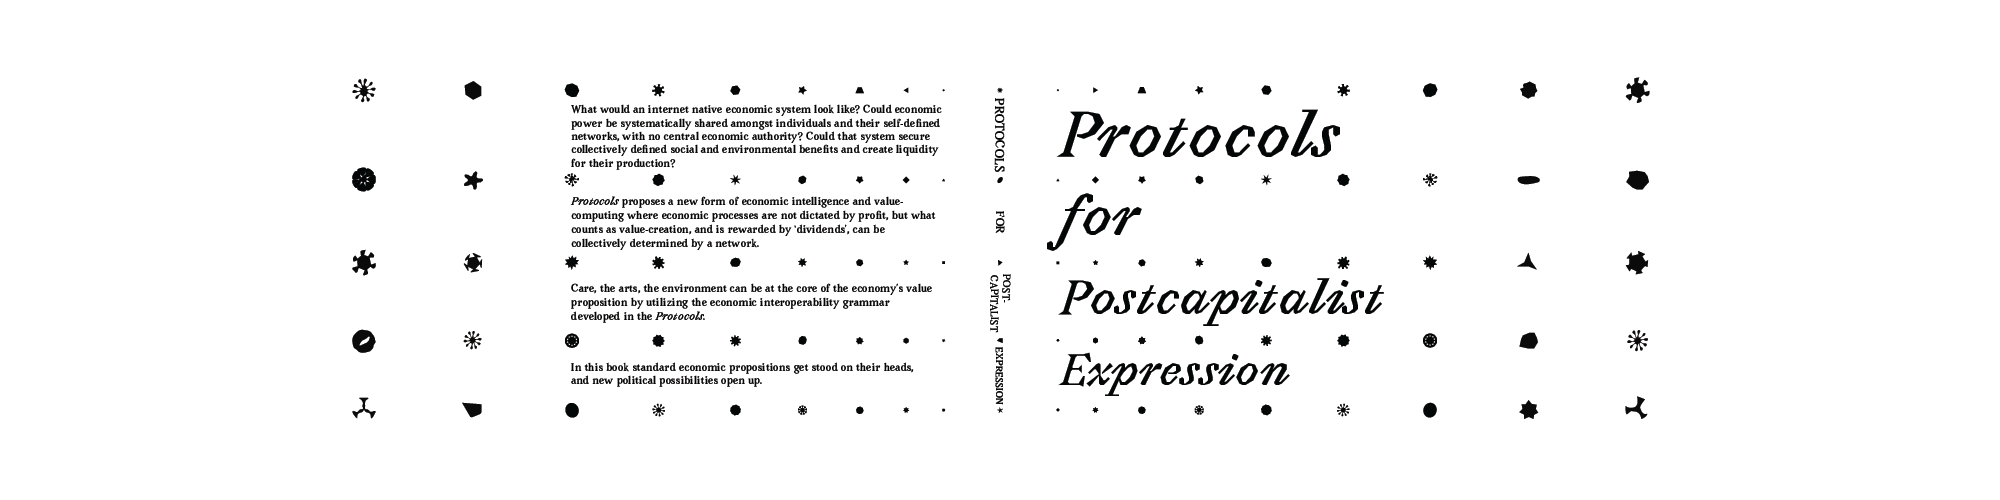 What would an internet native economic system look like? Could economic
power be systematically shared amongst individuals and their self-defined
networks, with no central economic authority? Could that system secure
collectively defined social and environmental benefits and create liquidity
for their production?
Protocols proposes a new form of economic intelligence and value-
computing where economic processes are not dictated by profit, but what
counts as value-creation, and is rewarded by ‘dividends’, can be
collectively determined by a network.
Care, the arts, the environment can be at the core of the economy’s value
proposition by utilizing the economic interoperability grammar
developed in the Protocols.
In this book standard economic propositions get stood on their heads,
and new political possibilities open up.
PROTOCOLS
FOR
POST-
CAPITALIST
EXPRESSION
Protocols
for
Postcapitalist
Expression